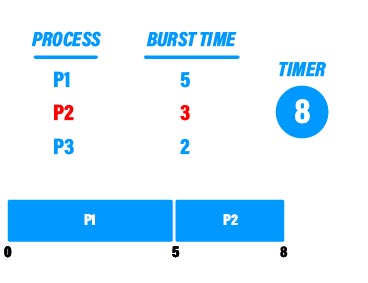 PROCESS BURST TIME
TIMER
P1 5
P2 3
8
P3 2
P1 P2
0 5 8